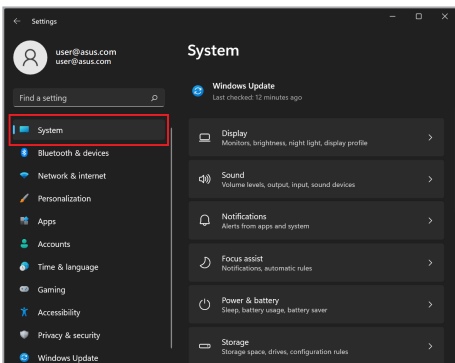 Settings
user@asus.com
user@asus.com
Find a setting
System
Bluetooth & devices
Network & internet
Personalization
Apps
Accounts
Time & language
Gaming
Accessibility
Privacy & security
Windows Update
System
Windows Update
Last checked: 12 minutes ago
Display
Monitors, brightness, night light, display profile
Sound
Volume levels, output, input, sound devices
Notifications
Alerts from apps and system
Focus assist
Notifications, automatic rules
Power & battery
Sleep, battery usage, battery saver
Storage
Storage space, drives, configuration rules